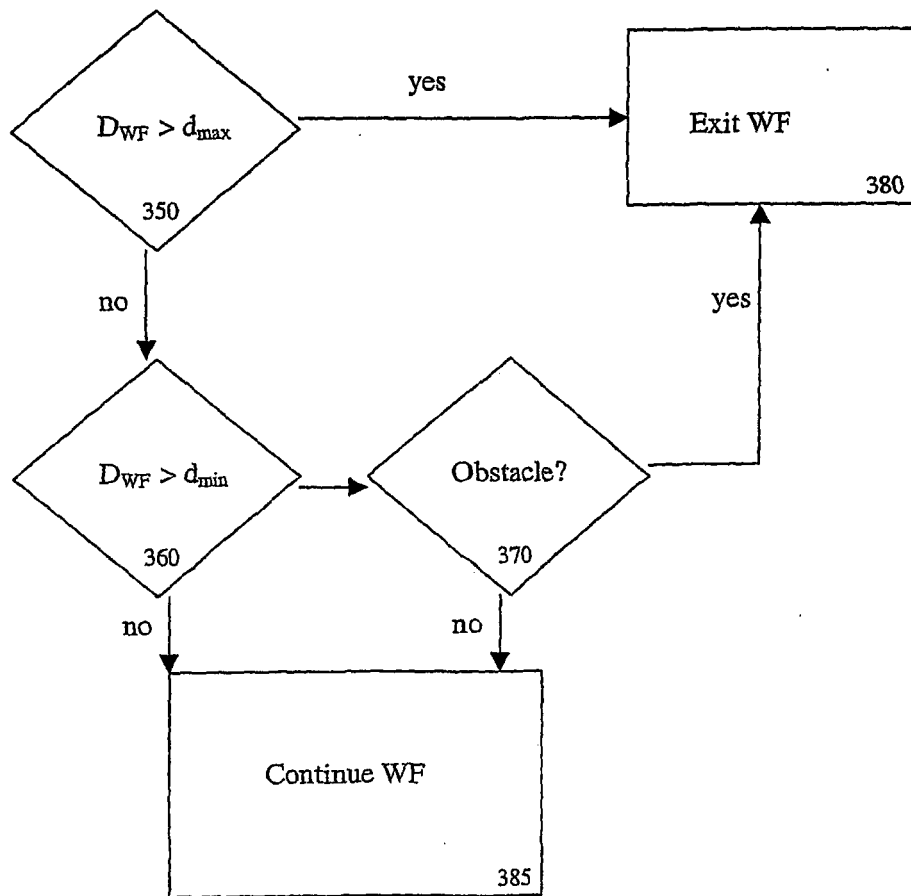 D_WF > d_max
350
yes
Exit WF
380
no
yes
D_WF > d_min
360
Obstacle?
370
no
no
Continue WF
385